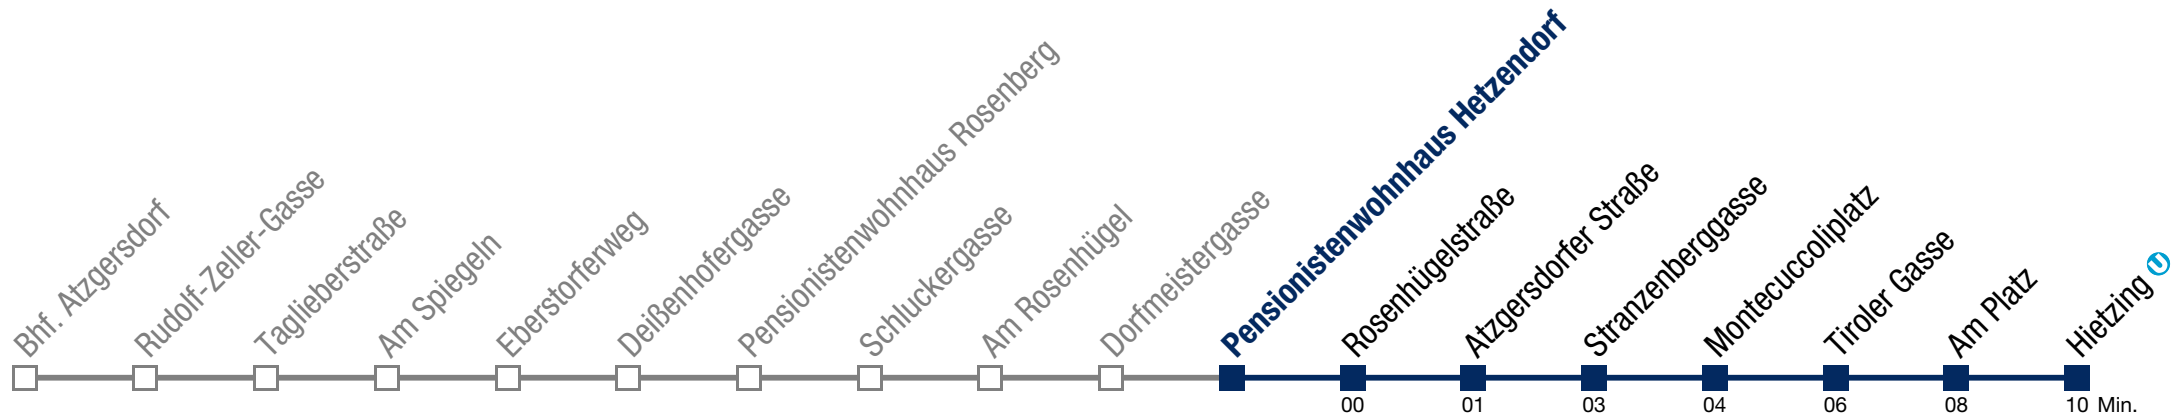 Bhf. Atzgersdorf
Rudolf-Zeller-Gasse
Taglieberstraße
Am Spiegeln
Eberstorferweg
Deißenhofergasse
Pensionistenwohnhaus Rosenberg
Schluckergasse
Am Rosenhügel
Dorfmeistergasse
Pensionistenwohnhaus Hetzendorf
Rosenhügelstraße
Atzgersdorfer Straße
Stranzenberggasse
Montecuccoliplatz
Tiroler Gasse
Am Platz
Hietzing U
00 01 03 04 06 08 10 Min.